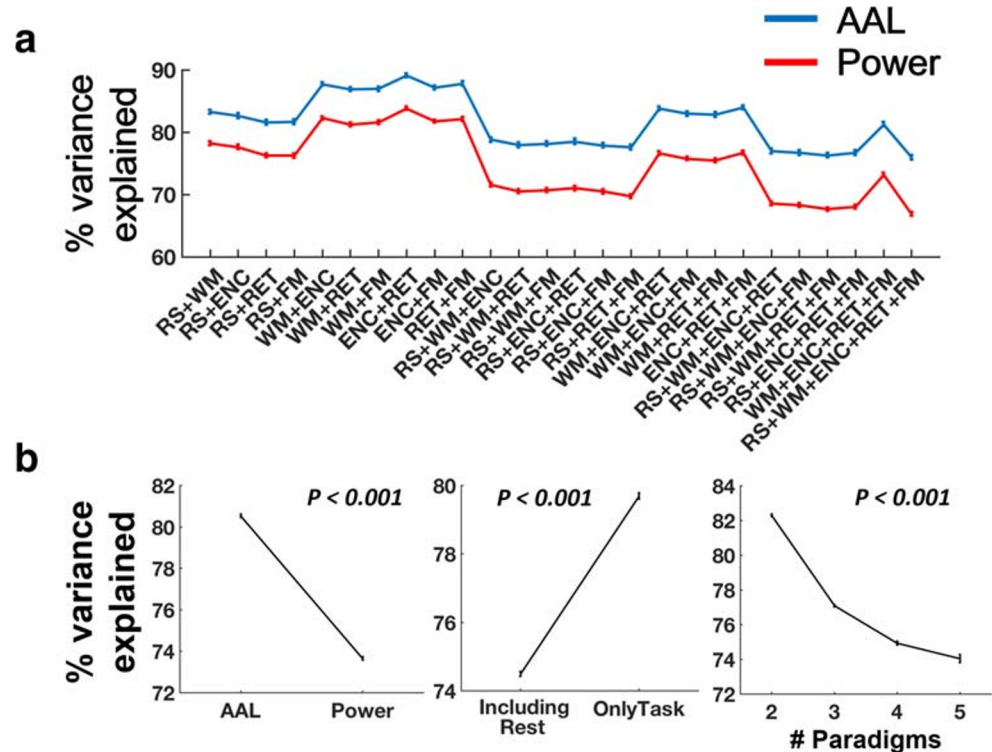 a
AAL
Power
% variance
explained
90
80
70
60
RS+WM
RS+ENC
RS+RET
RS+FM
WM+ENC
WM+RET
WM+FM
ENC+RET
ENC+FM
RET+FM
RS+WM+ENC
RS+WM+RET
RS+WM+FM
RS+ENC+RET
RS+ENC+FM
RS+RET+FM
WM+ENC+RET
WM+ENC+FM
WM+RET+FM
ENC+RET+FM
RS+WM+ENC+RET
RS+WM+ENC+FM
RS+WM+RET+FM
RS+ENC+RET+FM
WM+ENC+RET+FM
RS+WM+ENC+RET+FM
b
% variance
explained
82
80
78
76
74
72
P < 0.001
AAL
Power
80
78
76
74
P < 0.001
Including
Rest
OnlyTask
84
82
80
78
76
74
72
P < 0.001
2
3
4
5
# Paradigms